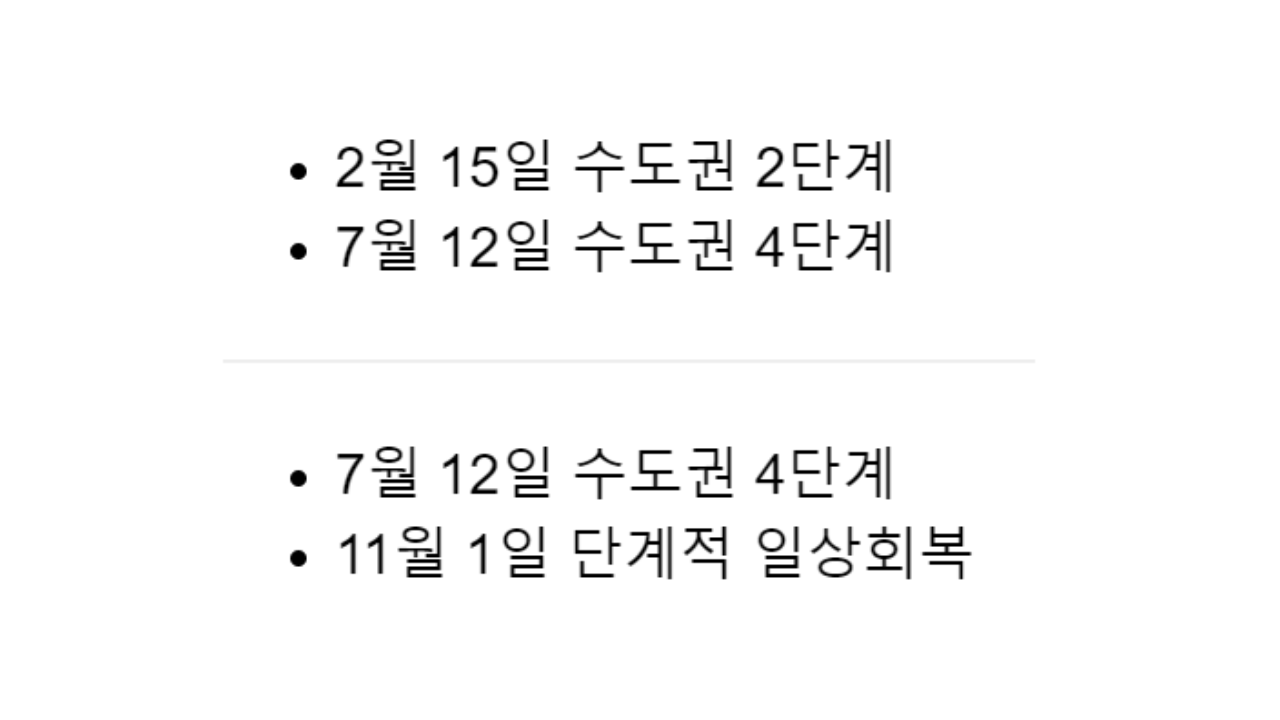 2월 15일 수도권 2단계
7월 12일 수도권 4단계
7월 12일 수도권 4단계
11월 1일 단계적 일상회복